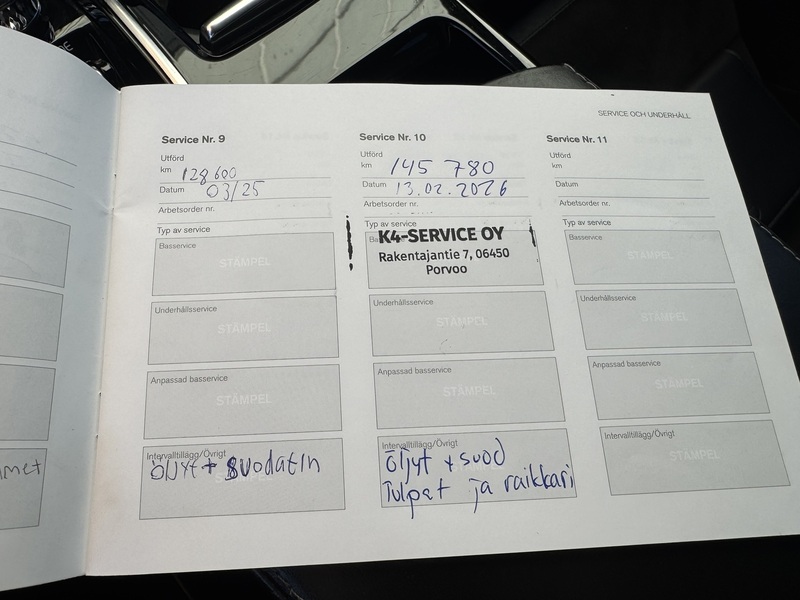 SERVICE OCH UNDERHÅLL
Service Nr. 9
Utförd
km 128 600
Datum 03/25
Arbetsorder nr.
Typ av service
Basservice
STÄMPEL
Underhållsservice
STÄMPEL
Anpassad basservice
STÄMPEL
Intervalltillägg/Övrigt
öljyt + suodatin
Service Nr. 10
Utförd
km 145 780
Datum 13.02.2026
Arbetsorder nr.
Typ av service
K4-SERVICE OY
Rakentajantie 7, 06450
Porvoo
Underhållsservice
STÄMPEL
Anpassad basservice
STÄMPEL
Intervalltillägg/Övrigt
öljyt + suod
Tulpat ja raikkari
Service Nr. 11
Utförd
km
Datum
Arbetsorder nr.
Typ av service
Basservice
STÄMPEL
Underhållsservice
STÄMPEL
Anpassad basservice
STÄMPEL
Intervalltillägg/Övrigt
STÄMPEL